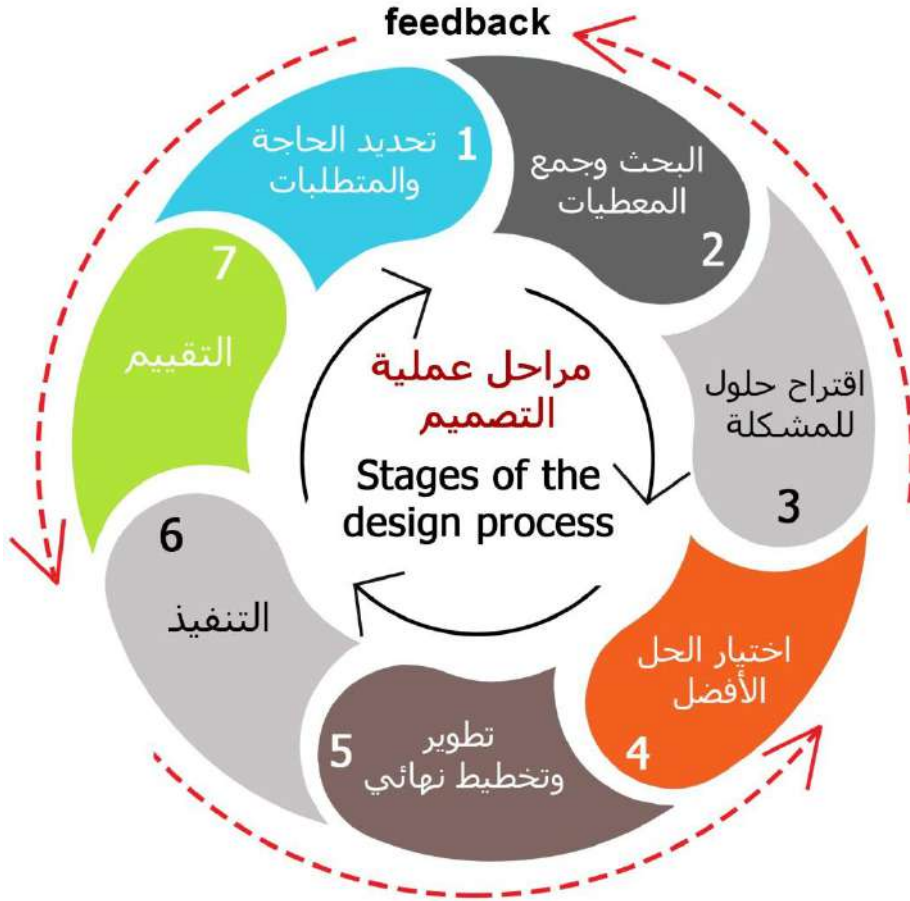 feedback
1
تحديد الحاجة
والمتطلبات
البحث وجمع
المعطيات
2
اقتراح حلول
للمشكلة
3
اختيار الحل
الأفضل
4
تطوير
وتخطيط نهائي
5
6
التنفيذ
7
التقييم
مراحل عملية
التصميم
Stages of the
design process